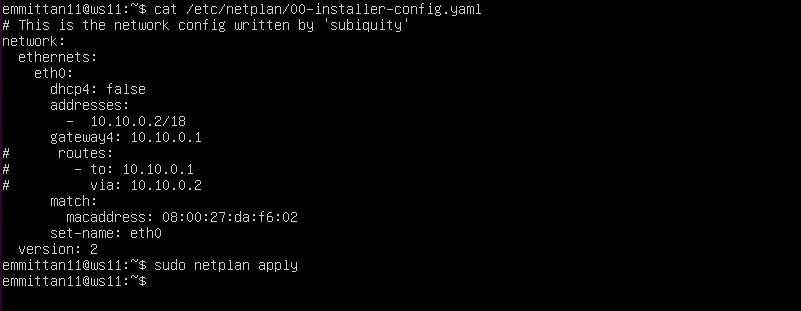 emmittan11@ws11:~$ cat /etc/netplan/00-installer-config.yaml
# This is the network config written by 'subiquity'
network:
  ethernets:
    eth0:
      dhcp4: false
      addresses:
        -  10.10.0.2/18
      gateway4: 10.10.0.1
#      routes:
#        - to: 10.10.0.1
#          via: 10.10.0.2
      match:
        macaddress: 08:00:27:da:f6:02
      set-name: eth0
  version: 2
emmittan11@ws11:~$ sudo netplan apply
emmittan11@ws11:~$